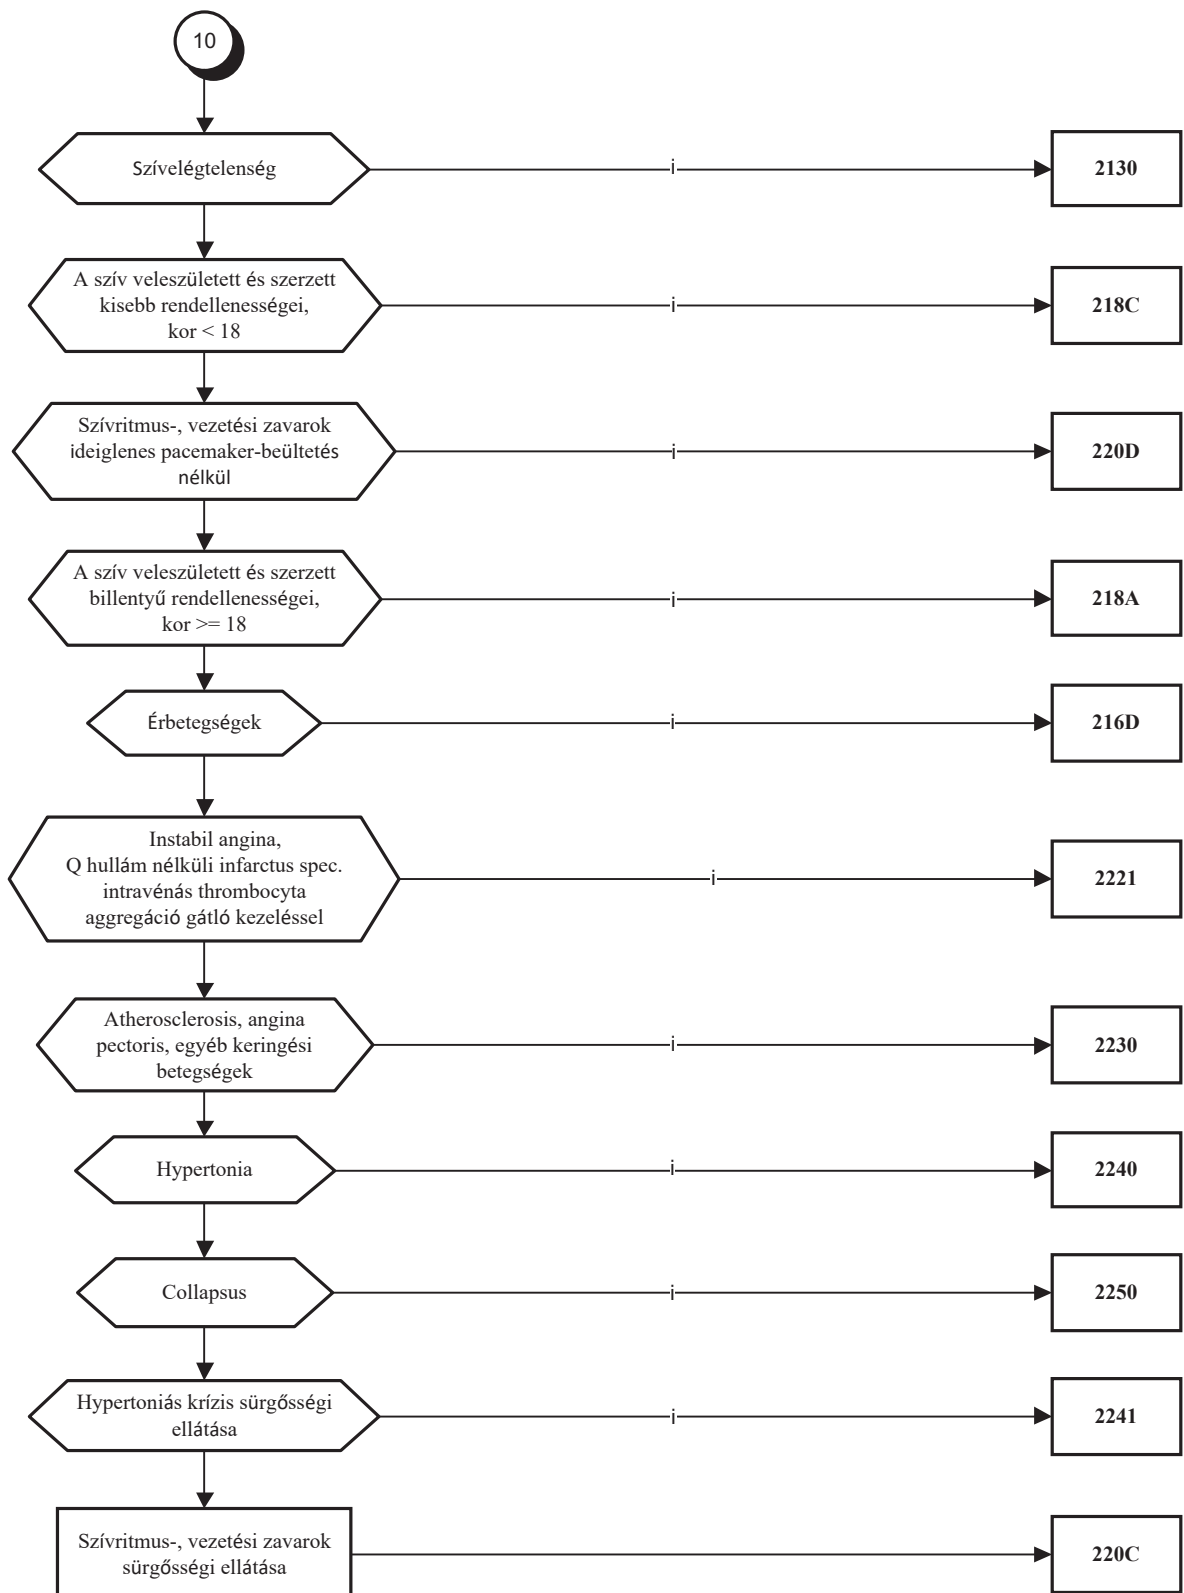 10
Szívelégtelenség
i
2130
A szív veleszületett és szerzett
kisebb rendellenességei,
kor < 18
i
218C
Szívritmus-, vezetési zavarok
ideiglenes pacemaker-beültetés
nélkül
i
220D
A szív veleszületett és szerzett
billentyű rendellenességei,
kor >= 18
i
218A
Érbetegségek
i
216D
Instabil angina,
Q hullám nélküli infarctus spec.
intravénás thrombocyta
aggregáció gátló kezeléssel
i
2221
Atherosclerosis, angina
pectoris, egyéb keringési
betegségek
i
2230
Hypertonia
i
2240
Collapsus
i
2250
Hypertoniás krízis sürgősségi
ellátása
i
2241
Szívritmus-, vezetési zavarok
sürgősségi ellátása
220C